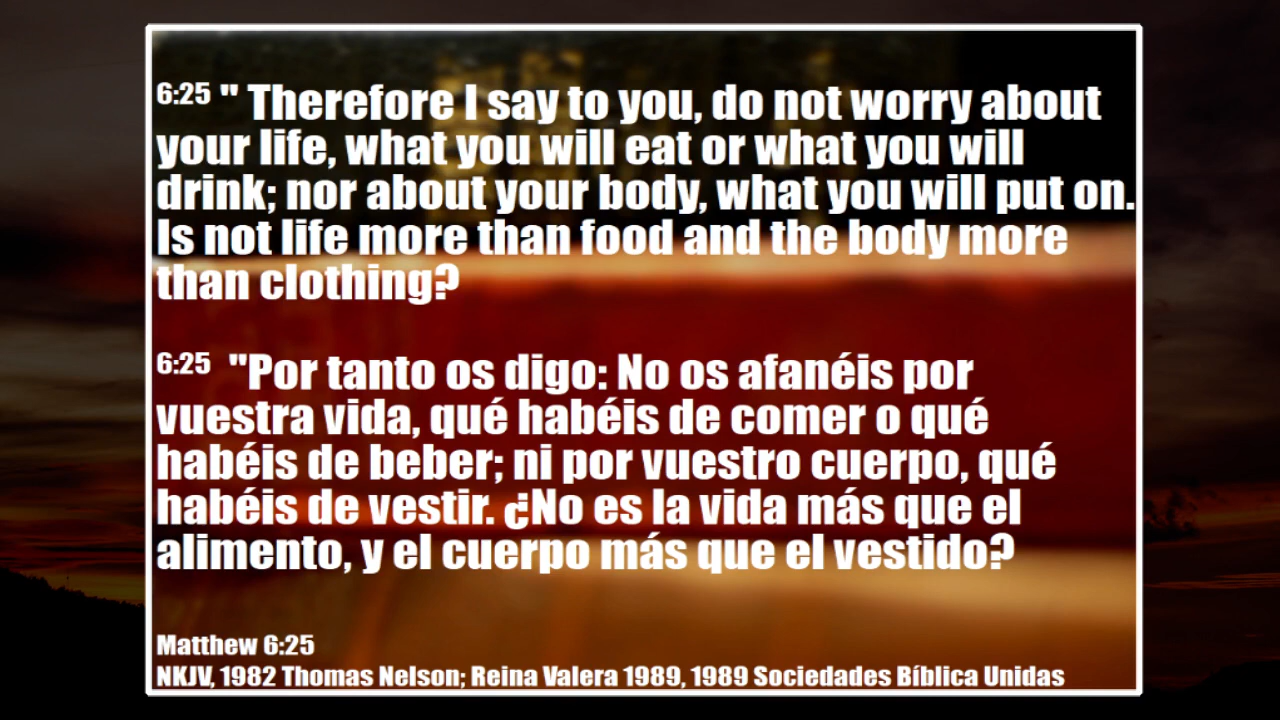 6:25 " Therefore I say to you, do not worry about
your life, what you will eat or what you will
drink; nor about your body, what you will put on.
Is not life more than food and the body more
than clothing?
6:25 "Por tanto os digo: No os afanéis por
vuestra vida, qué habéis de comer o qué
habéis de beber; ni por vuestro cuerpo, qué
habéis de vestir. ¿No es la vida más que el
alimento, y el cuerpo más que el vestido?
Matthew 6:25
NKJV, 1982 Thomas Nelson; Reina Valera 1989, 1989 Sociedades Bíblica Unidas